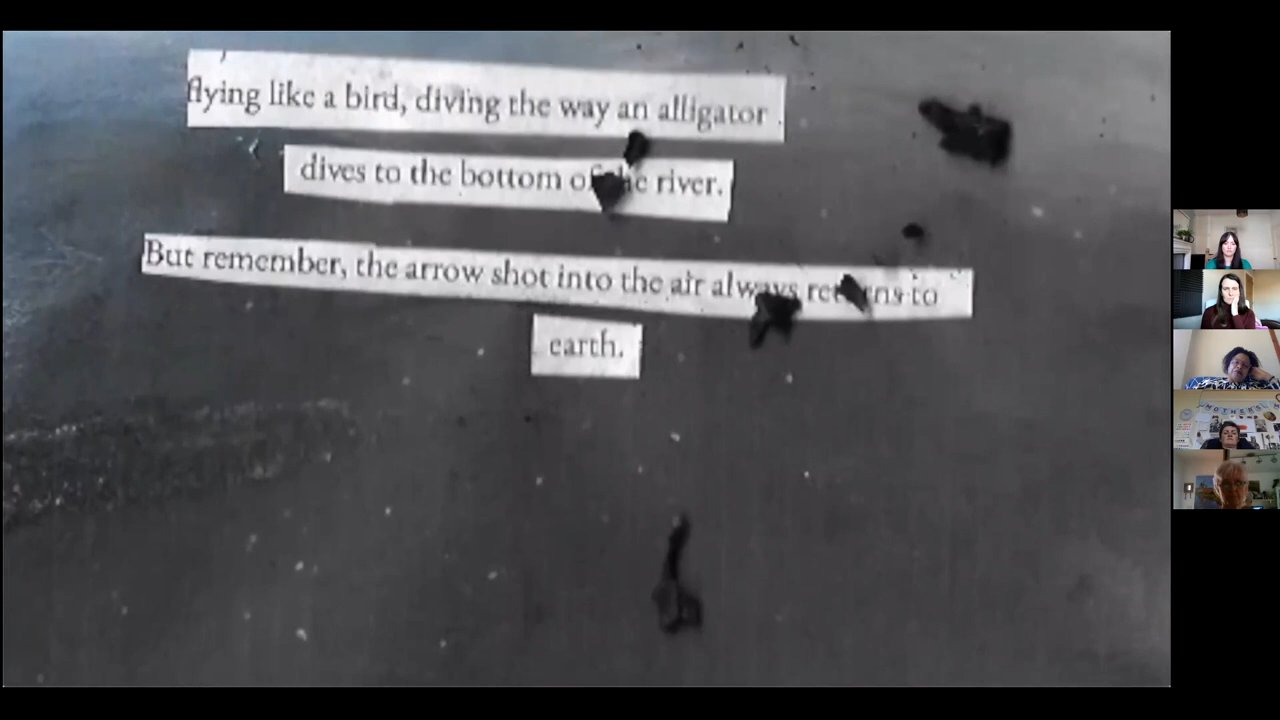 flying like a bird, diving the way an alligator
dives to the bottom of the river.
But remember, the arrow shot into the air always returns to
earth.
MOTHERS